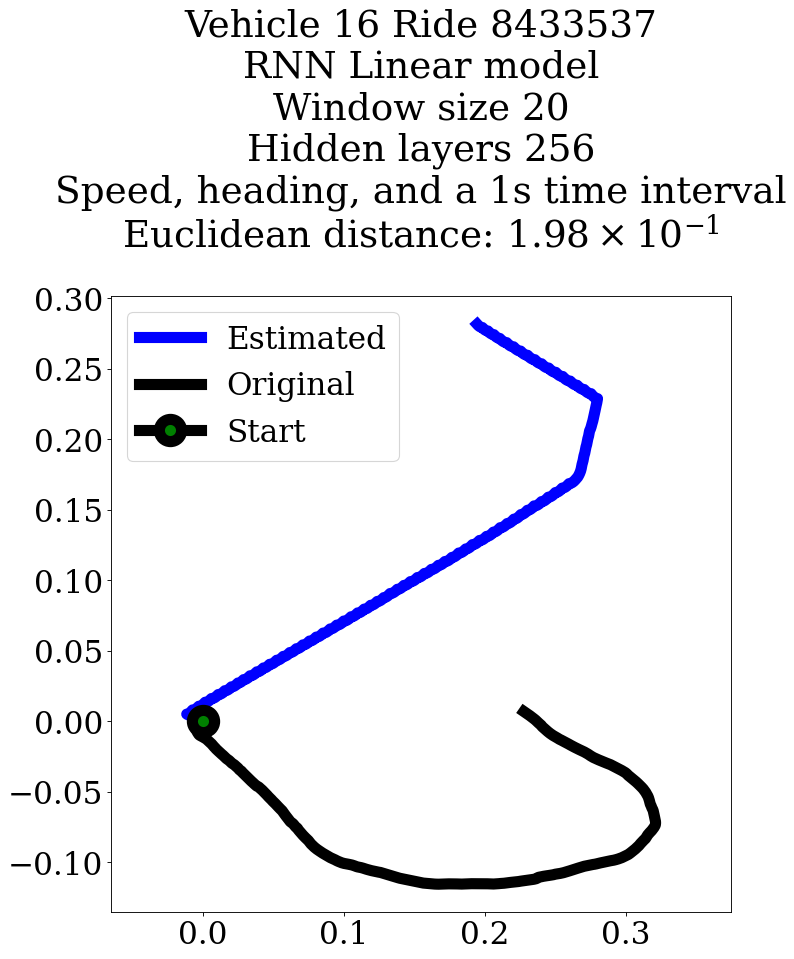 Vehicle 16 Ride 8433537
RNN Linear model
Window size 20
Hidden layers 256
Speed, heading, and a 1s time interval
Euclidean distance: 1.98 × 10⁻¹
0.30
Estimated
0.25
Original
0.20
Start
0.15
0.10
0.05
0.00
−0.05
−0.10
0.0 0.1 0.2 0.3